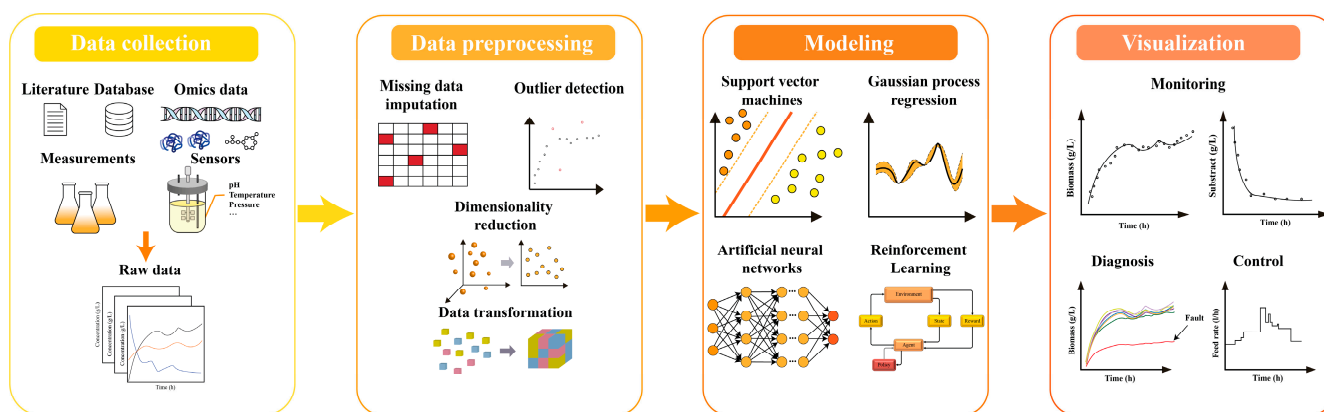 Data collection
Literature Database
Omics data
Measurements
Sensors
pH
Temperature
Pressure
...
Raw data
Concentration (g/L)
Concentration (g/L)
Concentration (g/L)
Time (h)
Data preprocessing
Missing data
imputation
Outlier detection
Dimensionality
reduction
Data transformation
Modeling
Support vector
machines
Gaussian process
regression
Artificial neural
networks
...
...
...
...
Reinforcement
Learning
Environment
Action
State
Reward
Agent
Policy
Visualization
Monitoring
Biomass (g/L)
Time (h)
Substract (g/L)
Time (h)
Diagnosis
Biomass (g/L)
Fault
Time (h)
Control
Feed rate (l/h)
Time (h)